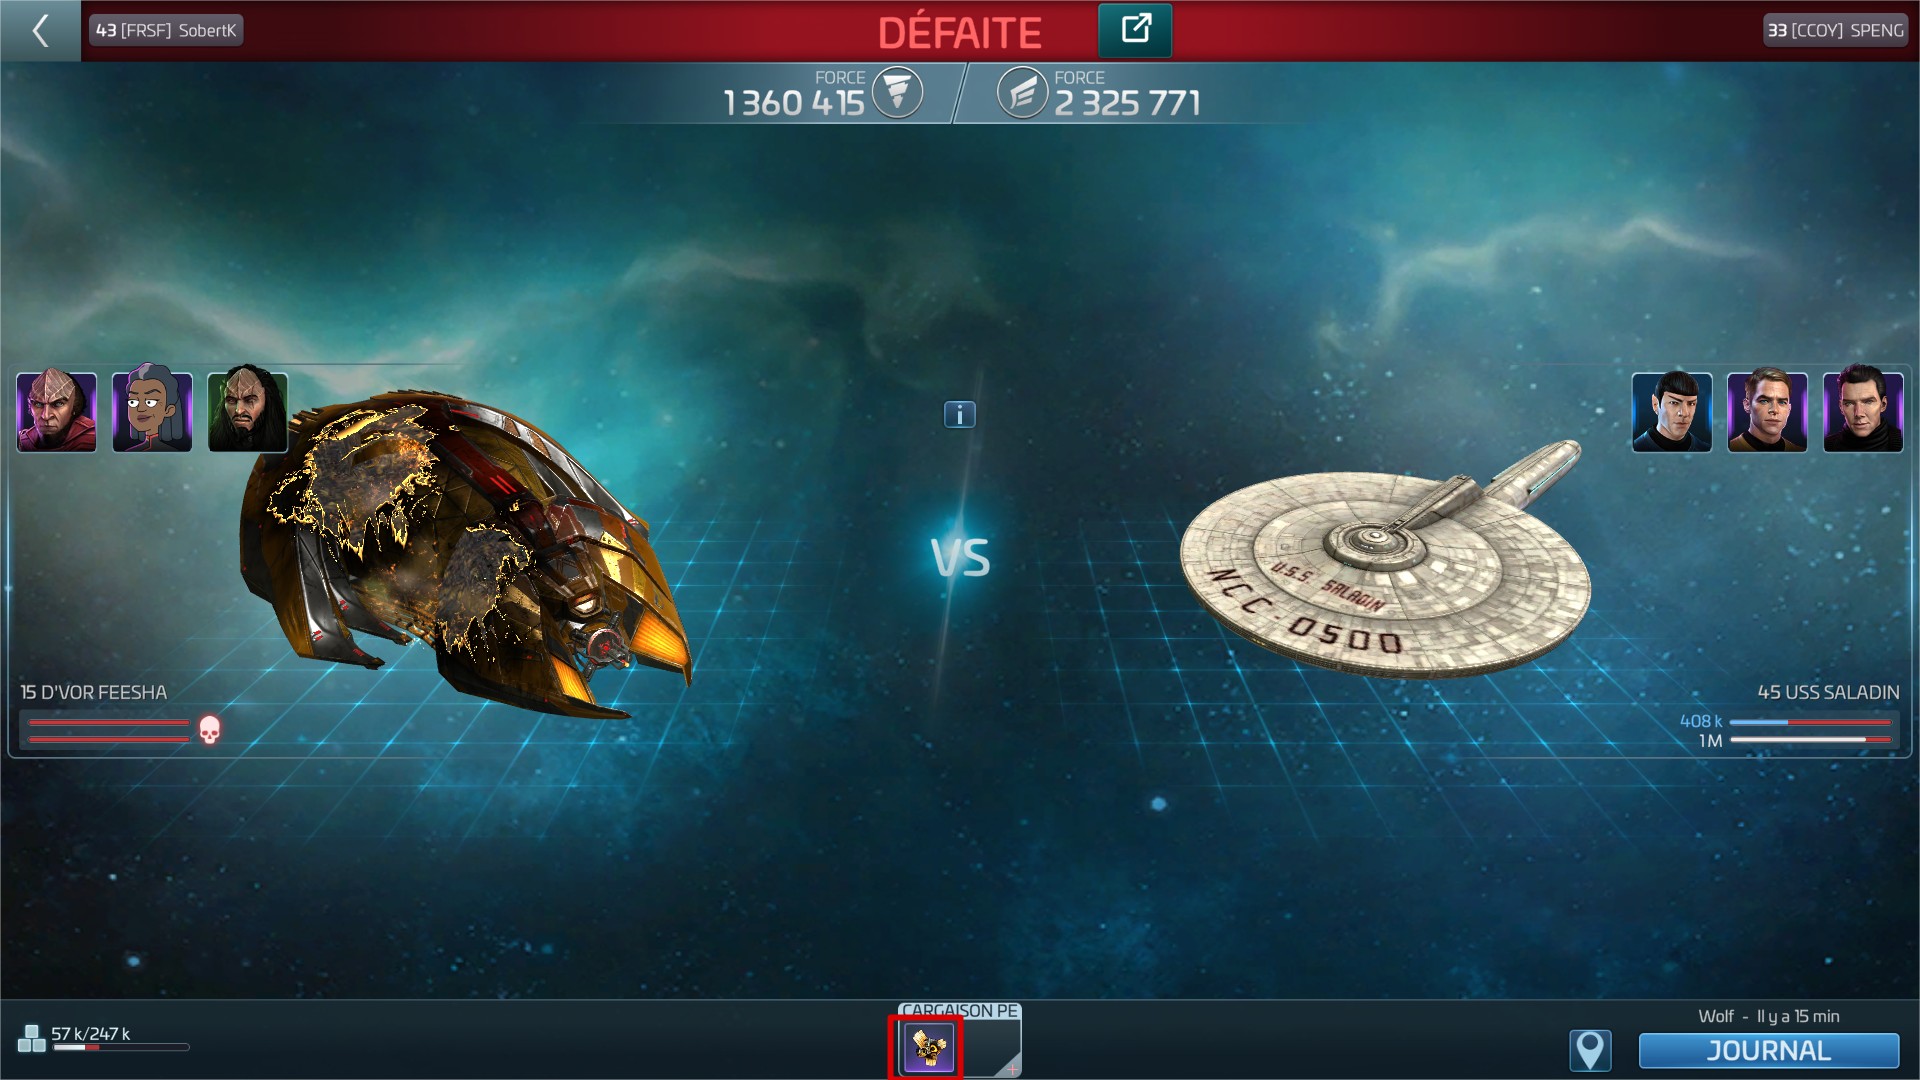 43 [FRSF] SobertK
DÉFAITE
33 [CCOY] SPENG
FORCE
1 360 415
FORCE
2 325 771
i
VS
U.S.S. SALADIN
NCC-0500
15 D'VOR FEESHA
45 USS SALADIN
408 k
1M
57 k/247 k
CARGAISON PE
Wolf - Il y a 15 min
JOURNAL